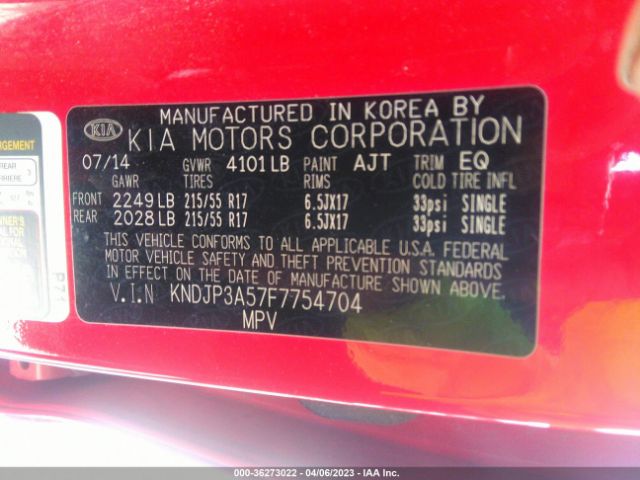 MANUFACTURED IN KOREA BY
KIA KIA MOTORS CORPORATION
07/14 GVWR 4101LB PAINT AJT TRIM EQ
GAWR TIRES RIMS COLD TIRE INFL
FRONT 2249LB 215/55 R17 6.5JX17 33psi SINGLE
REAR 2028LB 215/55 R17 6.5JX17 33psi SINGLE
THIS VEHICLE CONFORMS TO ALL APPLICABLE U.S.A. FEDERAL
MOTOR VEHICLE SAFETY AND THEFT PREVENTION STANDARDS
IN EFFECT ON THE DATE OF MANUFACTURE SHOWN ABOVE.
V.I.N KNDJP3A57F7754704
MPV
P71
REAR
000-36273022 - 04/06/2023 - IAA Inc.